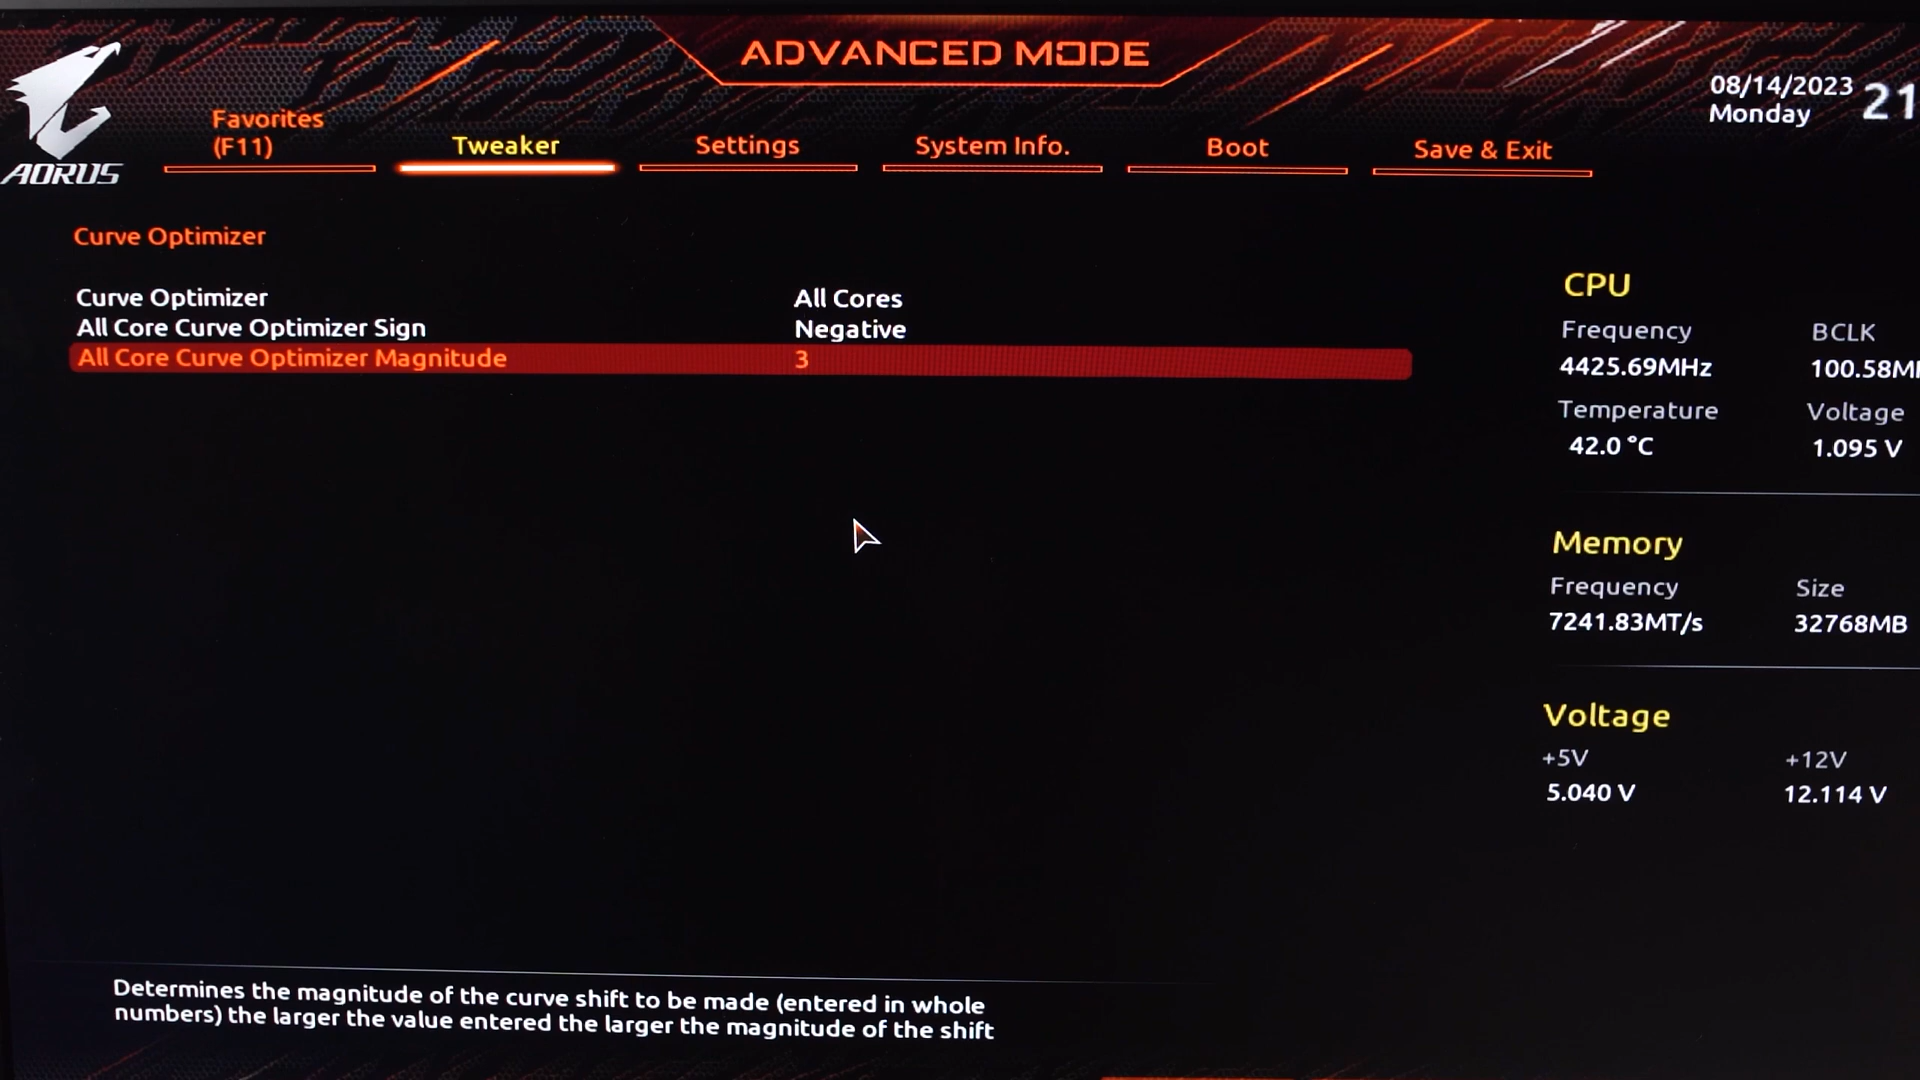 ADVANCED MODE
08/14/2023
Monday
21
AORUS
Favorites
(F11)
Tweaker
Settings
System Info.
Boot
Save & Exit
Curve Optimizer
Curve Optimizer All Cores
All Core Curve Optimizer Sign Negative
All Core Curve Optimizer Magnitude 3
CPU
Frequency BCLK
4425.69MHz 100.58M
Temperature Voltage
42.0 °C 1.095 V
Memory
Frequency Size
7241.83MT/s 32768MB
Voltage
+5V +12V
5.040 V 12.114 V
Determines the magnitude of the curve shift to be made (entered in whole
numbers) the larger the value entered the larger the magnitude of the shift